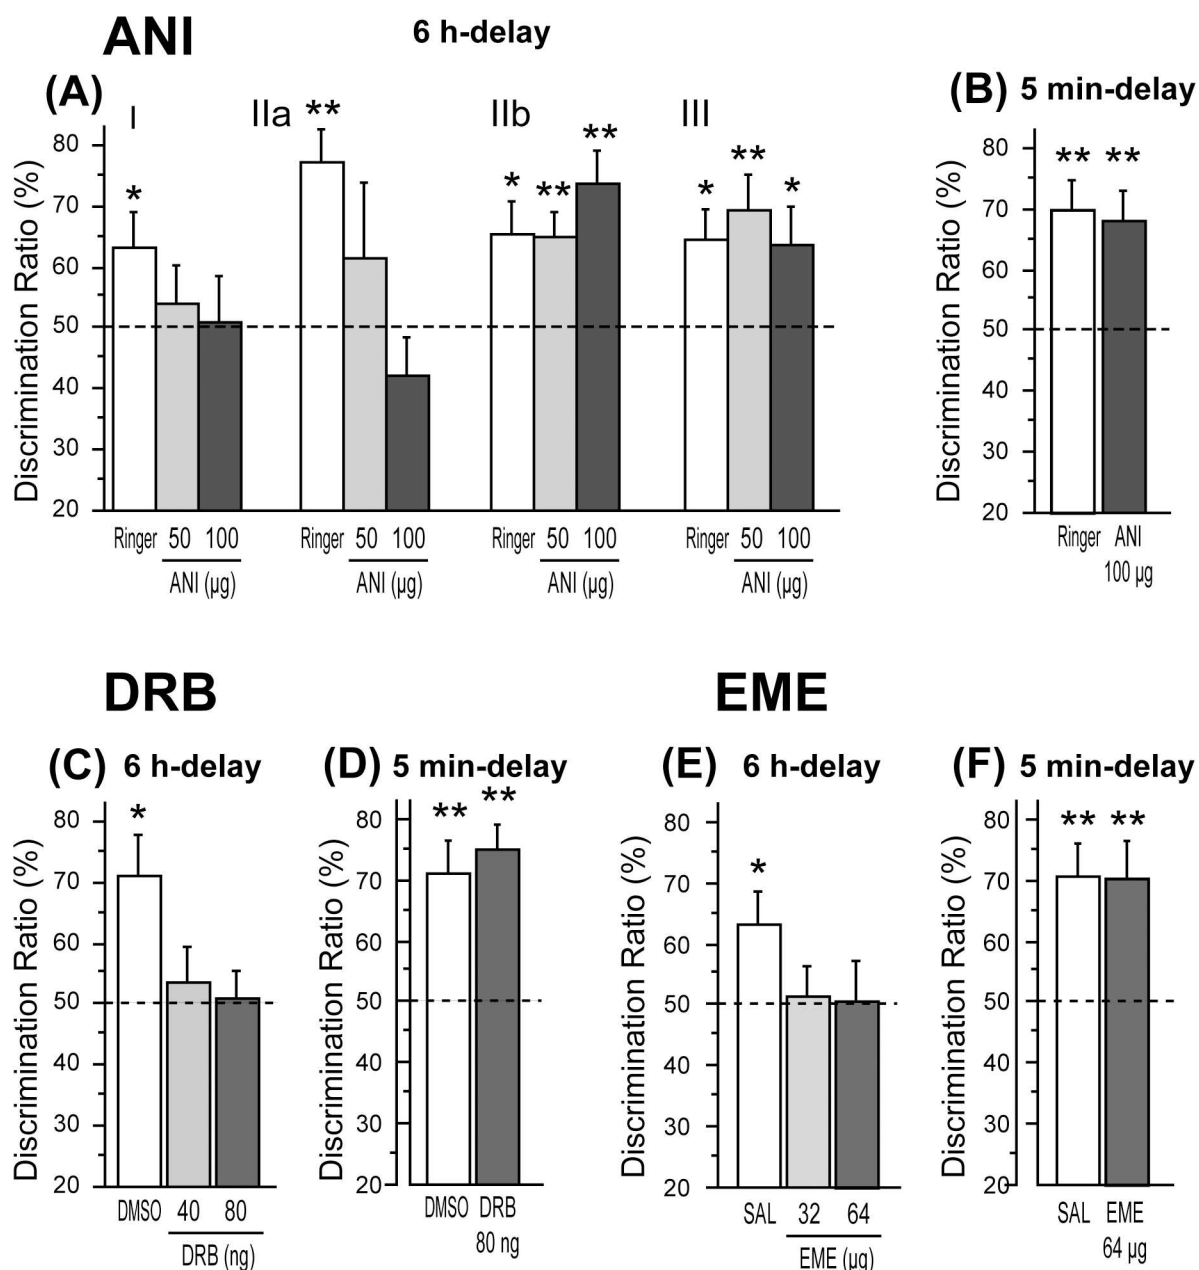 ANI
6 h-delay
(A)
I
IIa
IIb
III
**
*
*
**
**
*
**
*
Discrimination Ratio (%)
80
70
60
50
40
30
20
Ringer 50 100
ANI (µg)
Ringer 50 100
ANI (µg)
Ringer 50 100
ANI (µg)
Ringer 50 100
ANI (µg)
(B) 5 min-delay
** **
Discrimination Ratio (%)
80
70
60
50
40
30
20
Ringer ANI
100 µg
DRB
(C) 6 h-delay
*
Discrimination Ratio (%)
80
70
60
50
40
30
20
DMSO 40 80
DRB (ng)
(D) 5 min-delay
** **
Discrimination Ratio (%)
80
70
60
50
40
30
20
DMSO DRB
80 ng
EME
(E) 6 h-delay
*
Discrimination Ratio (%)
80
70
60
50
40
30
20
SAL 32 64
EME (µg)
(F) 5 min-delay
** **
Discrimination Ratio (%)
80
70
60
50
40
30
20
SAL EME
64 µg